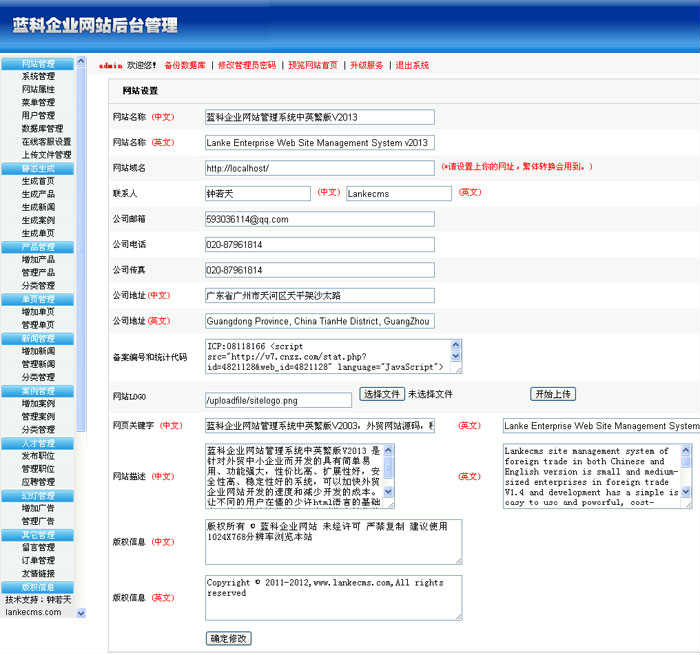 蓝科企业网站后台管理
网站管理
系统管理
网站属性
菜单管理
用户管理
数据库管理
在线客服设置
上传文件管理
静态生成
生成首页
生成产品
生成新闻
生成案例
生成单页
产品管理
增加产品
管理产品
分类管理
单页管理
增加单页
管理单页
新闻管理
增加新闻
管理新闻
分类管理
案例管理
增加案例
管理案例
分类管理
人才管理
发布职位
管理职位
应聘管理
幻灯管理
增加广告
管理广告
其它管理
留言管理
订单管理
友情链接
版权信息
技术支持：钟若天
lankecms.com
admin 欢迎您! 备份数据库 | 修改管理员密码 | 预览网站首页 | 升级服务 | 退出系统
网站设置
网站名称 (中文) 蓝科企业网站管理系统中英繁版V2013
网站名称 (英文) Lanke Enterprise Web Site Management System v2013
网站域名 http://localhost/ (*请设置上你的网址，繁体转换会用到。)
联系人 钟若天 (中文) Lankecms (英文)
公司邮箱 593036114@qq.com
公司电话 020-87961814
公司传真 020-87961814
公司地址(中文) 广东省广州市天河区天平架沙太路
公司地址(英文) Guangdong Province, China TianHe District, GuangZhou
备案编号和统计代码 ICP:08118166 <script
src="http://v7.cnzz.com/stat.php?
id=4821128&web_id=4821128" language="JavaScript">
网站LOGO /uploadfile/sitelogo.png 选择文件 未选择文件 开始上传
网页关键字 (中文) 蓝科企业网站管理系统中英繁版V2003，外贸网站源码， (英文) Lanke Enterprise Web Site Management System
网站描述 (中文) 蓝科企业网站管理系统中英繁版V2013 是
针对外贸中小企业而开发的具有简单易
用、功能强大，性价比高、扩展性好，安
全性高、稳定性好的系统，可以加快外贸
企业网站开发的速度和减少开发的成本。
让不同的用户在懂的少许html语言的基础
(英文) Lankecms site management system of
foreign trade in both Chinese and
English version is small and medium-
sized enterprises in foreign trade
V1.4 and development has a simple
easy to use and powerful, cost-
版权信息 (中文) 版权所有 © 蓝科企业网站 未经许可 严禁复制 建议使用
1024X768分辨率浏览本站
版权信息 (英文) Copyright © 2011-2012,www.lankecms.com,All rights
reserved
确定修改